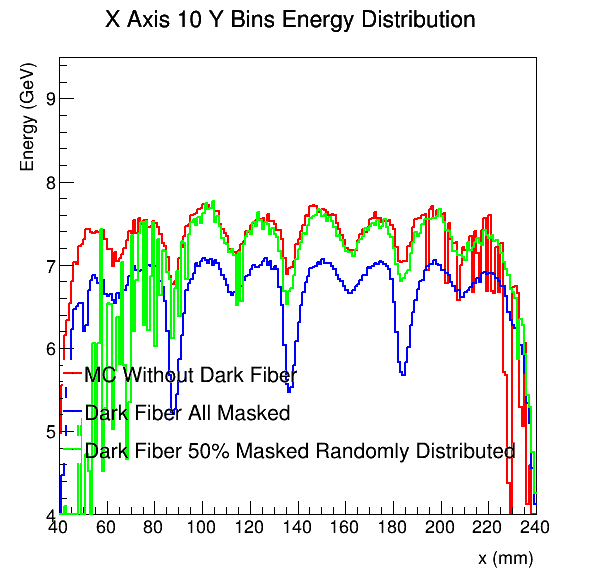 X Axis 10 Y Bins Energy Distribution
Energy (GeV)
9
8
7
6
5
4
MC Without Dark Fiber
Dark Fiber All Masked
Dark Fiber 50% Masked Randomly Distributed
40 60 80 100 120 140 160 180 200 220 240
x (mm)